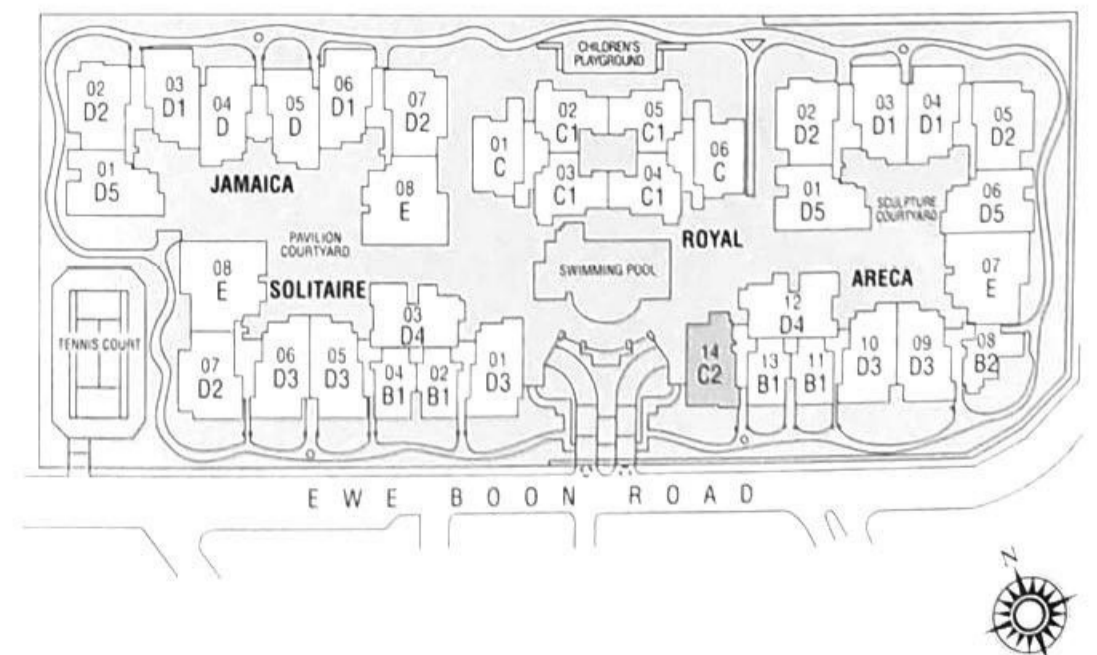 CHILDREN'S
PLAYGROUND
02
D2
03
D1
04
D
05
D
06
D1
07
D2
01
D5
08
E
JAMAICA
01
C
02
C1
05
C1
03
C1
04
C1
06
C
ROYAL
02
D2
03
D1
04
D1
05
D2
01
D5
06
D5
SCULPTURE
COURTYARD
07
E
ARECA
PAVILION
COURTYARD
SWIMMING POOL
08
E
SOLITAIRE
03
D4
TENNIS COURT
07
D2
06
D3
05
D3
04
B1
02
B1
01
D3
14
C2
12
D4
13
B1
11
B1
10
D3
09
D3
08
B2
EWE BOON ROAD
N